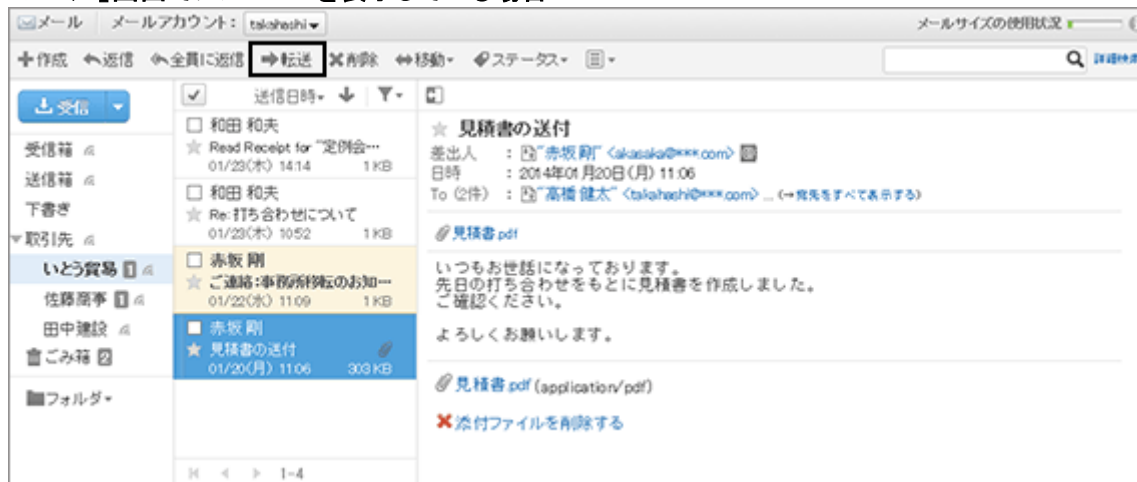 メール メールアカウント： takahashi メールサイズの使用状況
作成 返信 全員に返信 転送 削除 移動 ステータス 詳細検索
受信
受信箱
送信箱
下書き
取引先
いとう貿易 1
佐藤商事 1
田中建設
ごみ箱 2
フォルダ
送信日時
和田 和夫
Read Receipt for "定例会…
01/23(木) 14:14 1 KB
和田 和夫
Re: 打ち合わせについて
01/23(木) 10:52 1 KB
赤坂 剛
ご連絡：事務所移転のお知…
01/22(水) 11:09 1 KB
赤坂 剛
見積書の送付
01/20(月) 11:06 303 KB
1-4
見積書の送付
差出人 ： "赤坂 剛" <akasaka@***.com>
日時 ： 2014年01月20日(月) 11:06
To (2件) ： "高橋 健太" <takahashi@***.com> ... (→宛先をすべて表示する)
見積書.pdf
いつもお世話になっております。
先日の打ち合わせをもとに見積書を作成しました。
ご確認ください。
よろしくお願いします。
見積書.pdf (application/pdf)
添付ファイルを削除する